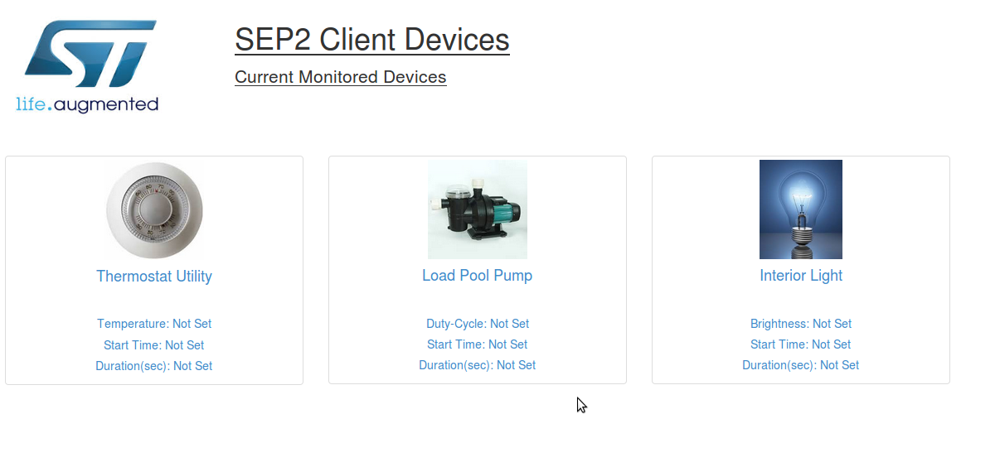 ST
life.augmented
SEP2 Client Devices
Current Monitored Devices
Thermostat Utility
Temperature: Not Set
Start Time: Not Set
Duration(sec): Not Set
Load Pool Pump
Duty-Cycle: Not Set
Start Time: Not Set
Duration(sec): Not Set
Interior Light
Brightness: Not Set
Start Time: Not Set
Duration(sec): Not Set